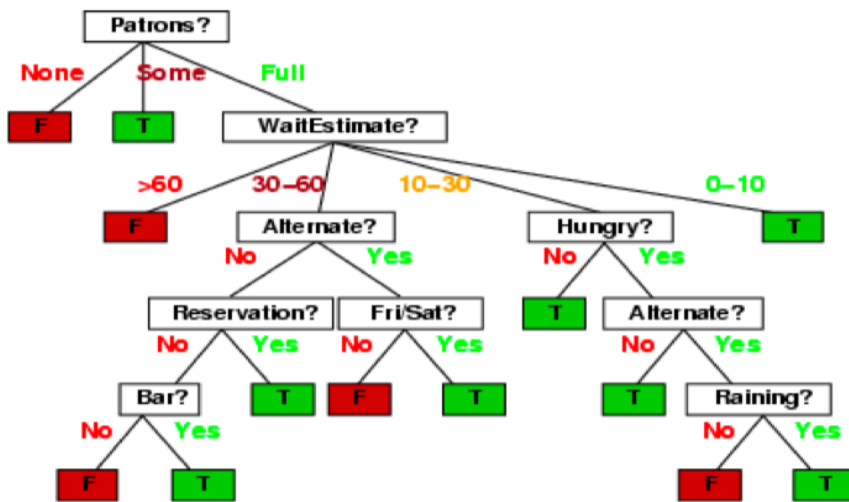 Patrons?
None Some Full
F T WaitEstimate?
>60 30–60 10–30 0–10
F Alternate? Hungry? T
No Yes No Yes
Reservation? Fri/Sat? T Alternate?
No Yes No Yes No Yes
Bar? T F T T Raining?
No Yes No Yes
F T F T